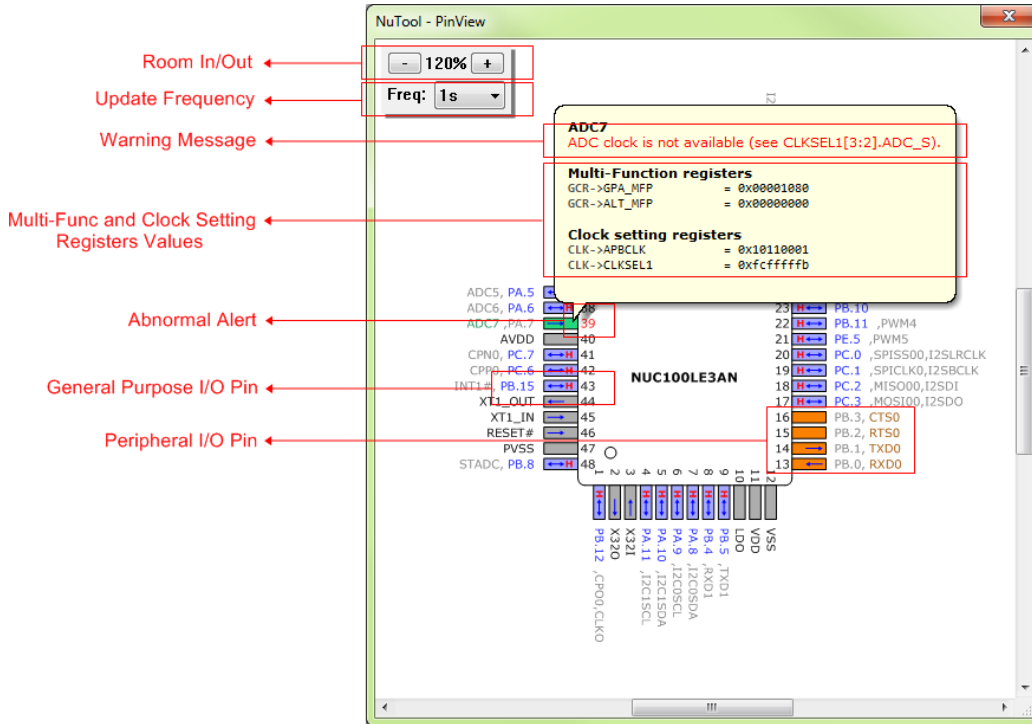 NuTool - PinView
Room In/Out
- 120% +
Update Frequency
Freq: 1s
I2
Warning Message
ADC7
ADC clock is not available (see CLKSEL1[3:2].ADC_S).
Multi-Function registers
GCR->GPA_MFP = 0x00001080
GCR->ALT_MFP = 0x00000000
Multi-Func and Clock Setting
Registers Values
Clock setting registers
CLK->APBCLK = 0x10110001
CLK->CLKSEL1 = 0xfcfffffb
ADC5, PA.5
ADC6, PA.6 H 38
23 H PB.10
Abnormal Alert
ADC7 ,PA.7 39
22 H PB.11 ,PWM4
AVDD 40
21 H PE.5 ,PWM5
CPN0, PC.7 H 41
20 H PC.0 ,SPISS00,I2SLRCLK
CPP0, PC.6 H 42
19 H PC.1 ,SPICLK0,I2SBCLK
NUC100LE3AN
General Purpose I/O Pin
INT1#, PB.15 H 43
18 H PC.2 ,MISO00,I2SDI
XT1_OUT 44
17 H PC.3 ,MOSI00,I2SDO
XT1_IN 45
16 PB.3, CTS0
RESET# 46
15 PB.2, RTS0
Peripheral I/O Pin
PVSS 47
14 PB.1, TXD0
STADC, PB.8 H 48
13 PB.0, RXD0
1 H PB.12 ,CPO0,CLKO
2 X32O
3 X32I
4 H PA.11 ,I2C1SCL
5 H PA.10 ,I2C1SDA
6 H PA.9 ,I2C0SCL
7 H PA.8 ,I2C0SDA
8 H PB.4 ,RXD1
9 H PB.5 ,TXD1
10 LDO
11 VDD
12 VSS